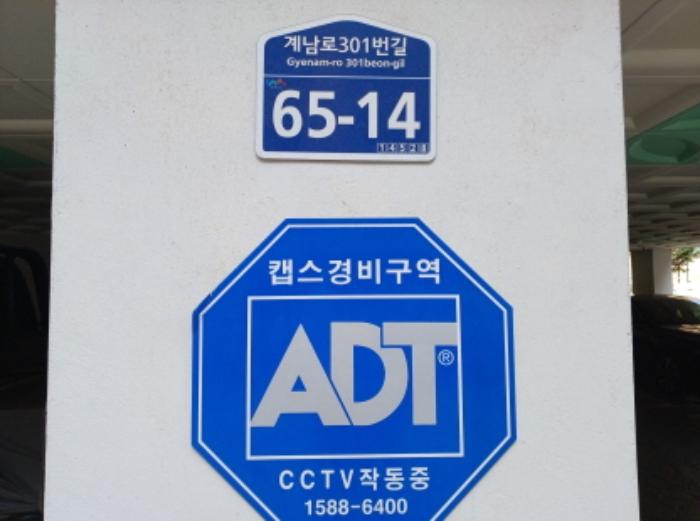 계남로301번길
Gyenam-ro 301beon-gil
65-14
14528
캡스경비구역
ADT®
CCTV작동중
1588-6400